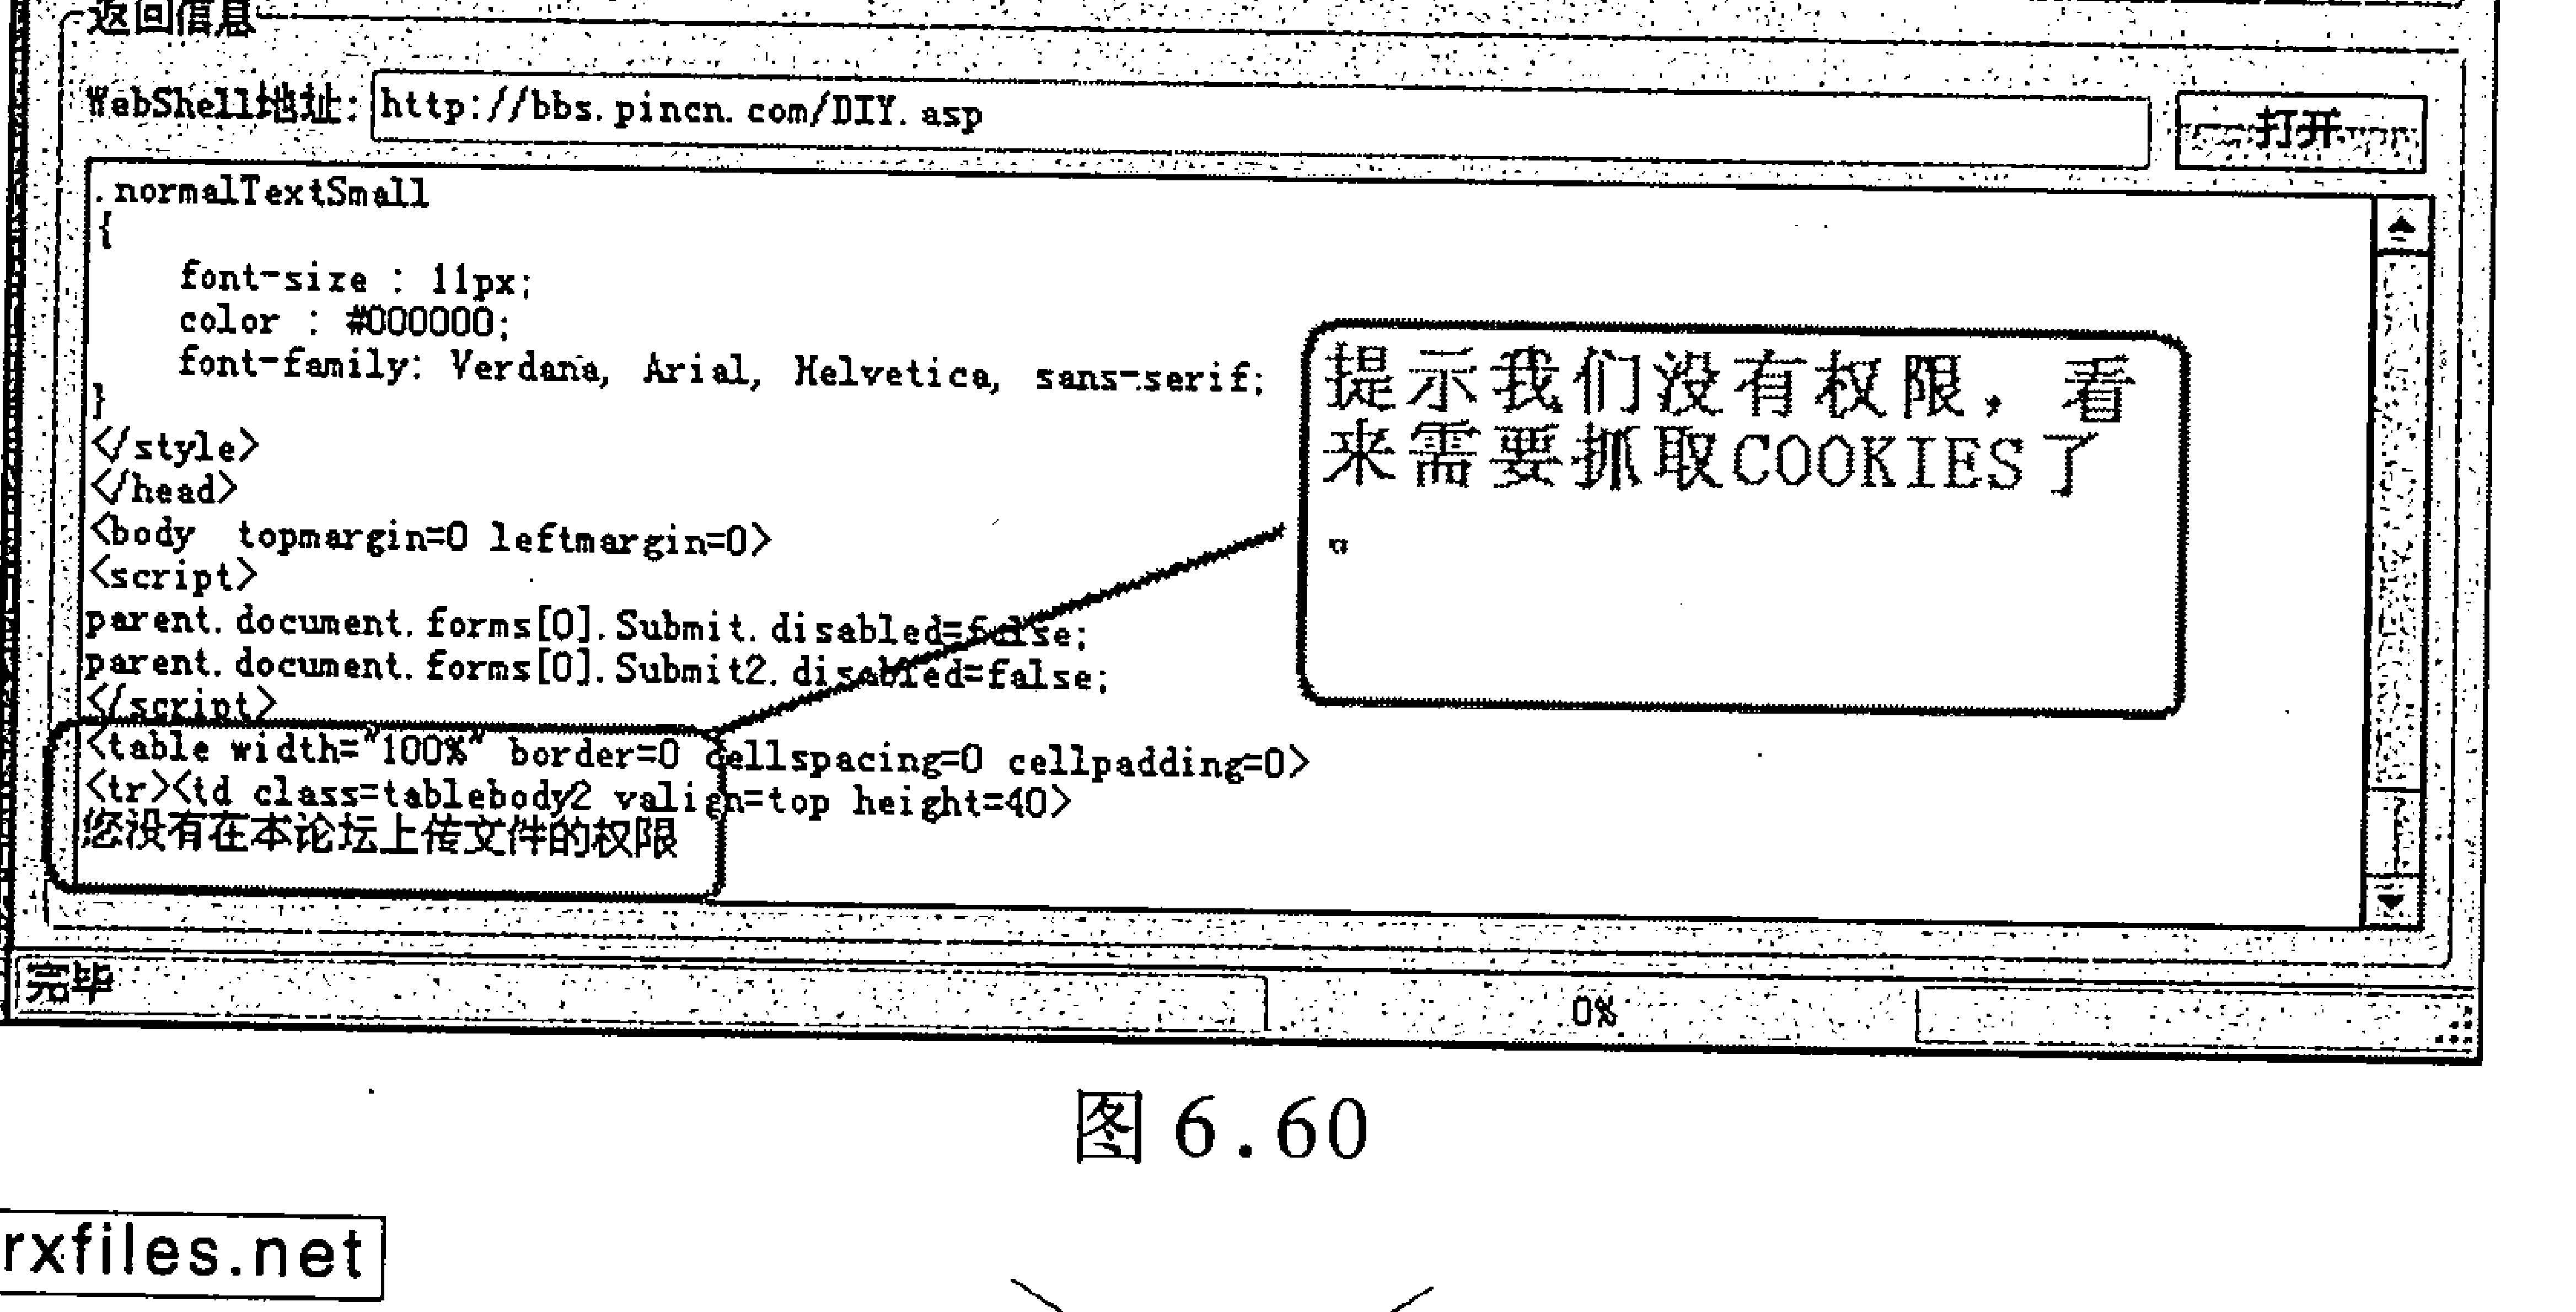 返回信息
WebShell地址: http://bbs.pincn.com/DIY.asp 打开
.normalTextSmall
{
font-size : 11px;
color : #000000;
font-family: Verdana, Arial, Helvetica, sans-serif;
}
</style>
</head>
<body  topmargin=0 leftmargin=0>
<script>
parent.document.forms[0].Submit.disabled=false;
parent.document.forms[0].Submit2.disabled=false;
</script>
<table width="100%" border=0 cellspacing=0 cellpadding=0>
<tr><td class=tablebody2 valign=top height=40>
您没有在本论坛上传文件的权限
提示我们没有权限，看
来需要抓取COOKIES了
。
完毕 0%
图 6.60
rxfiles.net